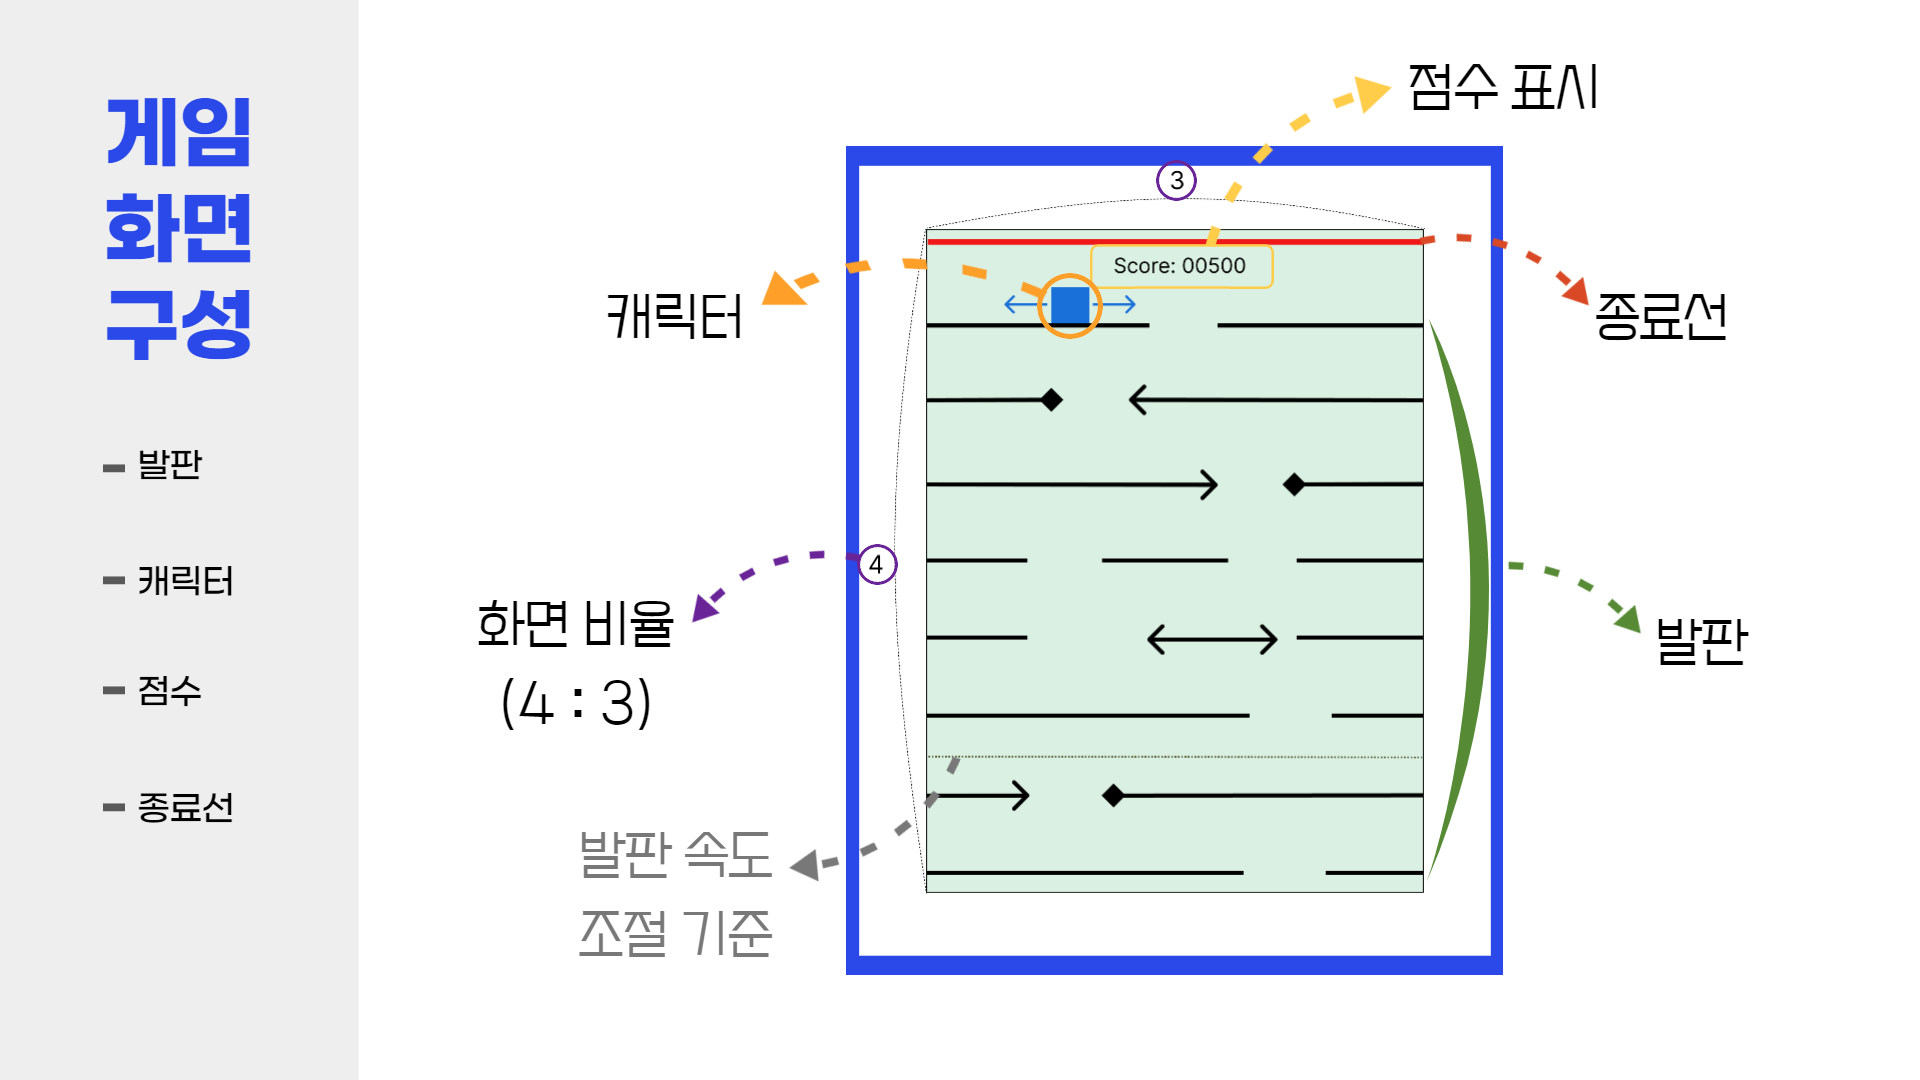 게임
화면
구성
발판
캐릭터
점수
종료선
점수 표시
3
Score: 00500
캐릭터
종료선
4
화면 비율
(4 : 3)
발판
발판 속도
조절 기준